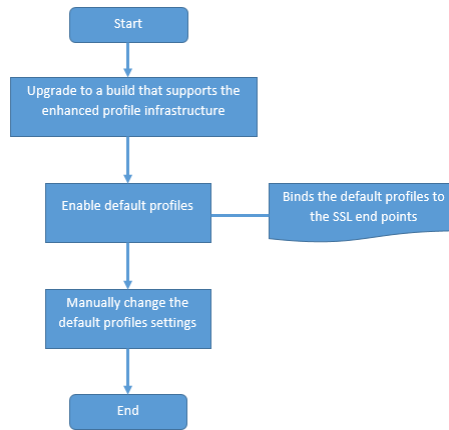 Start
Upgrade to a build that supports the
enhanced profile infrastructure
Enable default profiles
Binds the default profiles to
the SSL end points
Manually change the
default profiles settings
End